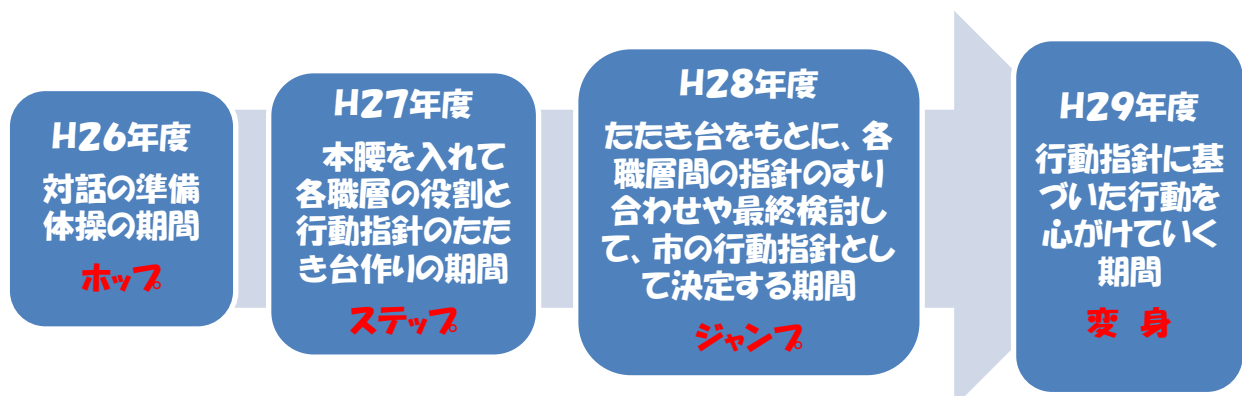 H26年度
対話の準備
体操の期間
ホップ
H27年度
本腰を入れて
各職層の役割と
行動指針のたた
き台作りの期間
ステップ
H28年度
たたき台をもとに、各
職層間の指針のすり
合わせや最終検討し
て、市の行動指針とし
て決定する期間
ジャンプ
H29年度
行動指針に基
づいた行動を
心がけていく
期間
変 身